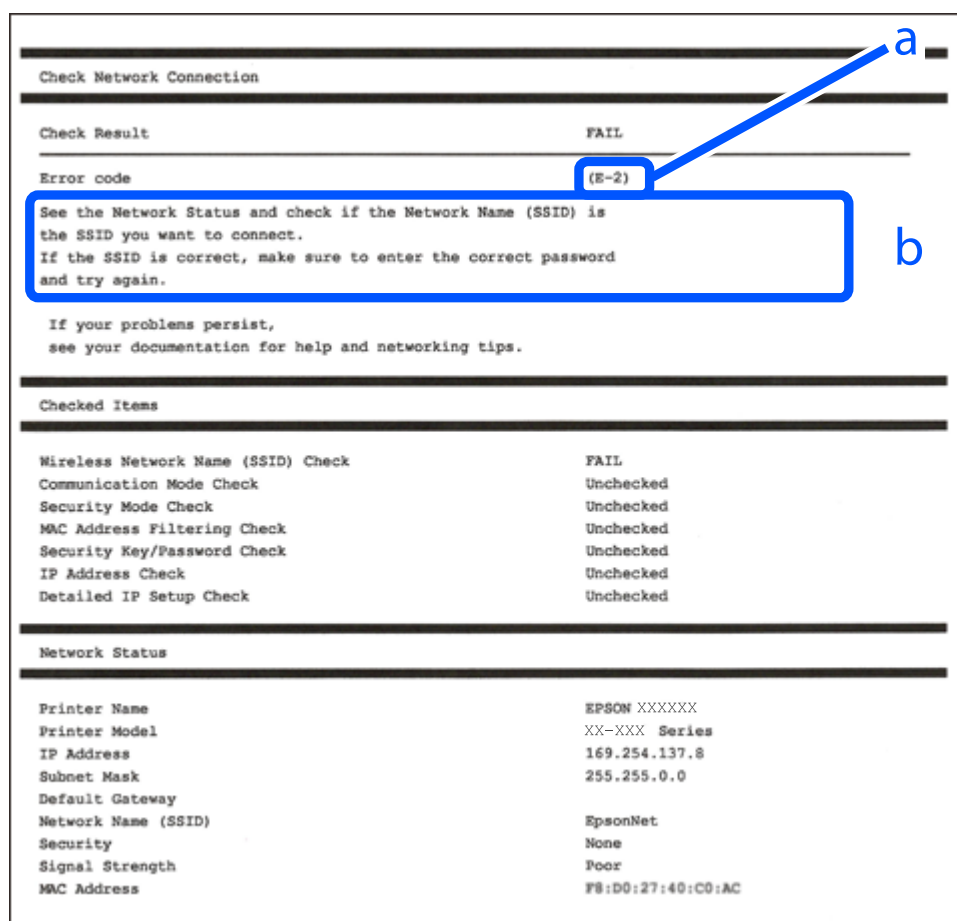 a
Check Network Connection
Check Result FAIL
Error code (E-2)
See the Network Status and check if the Network Name (SSID) is
the SSID you want to connect.
If the SSID is correct, make sure to enter the correct password
and try again.
b
If your problems persist,
see your documentation for help and networking tips.
Checked Items
Wireless Network Name (SSID) Check FAIL
Communication Mode Check Unchecked
Security Mode Check Unchecked
MAC Address Filtering Check Unchecked
Security Key/Password Check Unchecked
IP Address Check Unchecked
Detailed IP Setup Check Unchecked
Network Status
Printer Name EPSON XXXXXX
Printer Model XX-XXX Series
IP Address 169.254.137.8
Subnet Mask 255.255.0.0
Default Gateway
Network Name (SSID) EpsonNet
Security None
Signal Strength Poor
MAC Address F8:D0:27:40:C0:AC